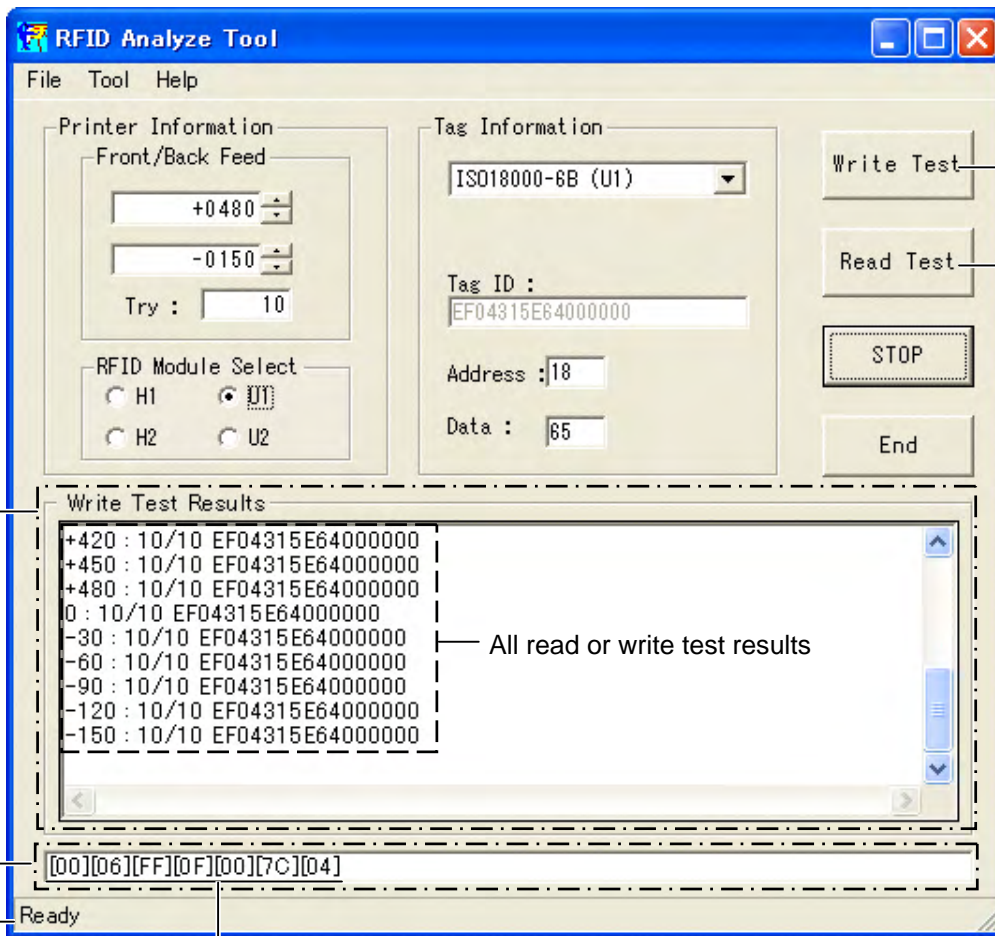 RFID Analyze Tool
File Tool Help
Printer Information
Front/Back Feed
+0480
-0150
Try : 10
RFID Module Select
H1 U1
H2 U2
Tag Information
ISO18000-6B (U1)
Tag ID :
EF04315E64000000
Address : 18
Data : 65
Write Test
Read Test
STOP
End
Write Test Results
+420 : 10/10 EF04315E64000000
+450 : 10/10 EF04315E64000000
+480 : 10/10 EF04315E64000000
0 : 10/10 EF04315E64000000
-30 : 10/10 EF04315E64000000
-60 : 10/10 EF04315E64000000
-90 : 10/10 EF04315E64000000
-120 : 10/10 EF04315E64000000
-150 : 10/10 EF04315E64000000
All read or write test results
[00][06][FF][0F][00][7C][04]
Ready